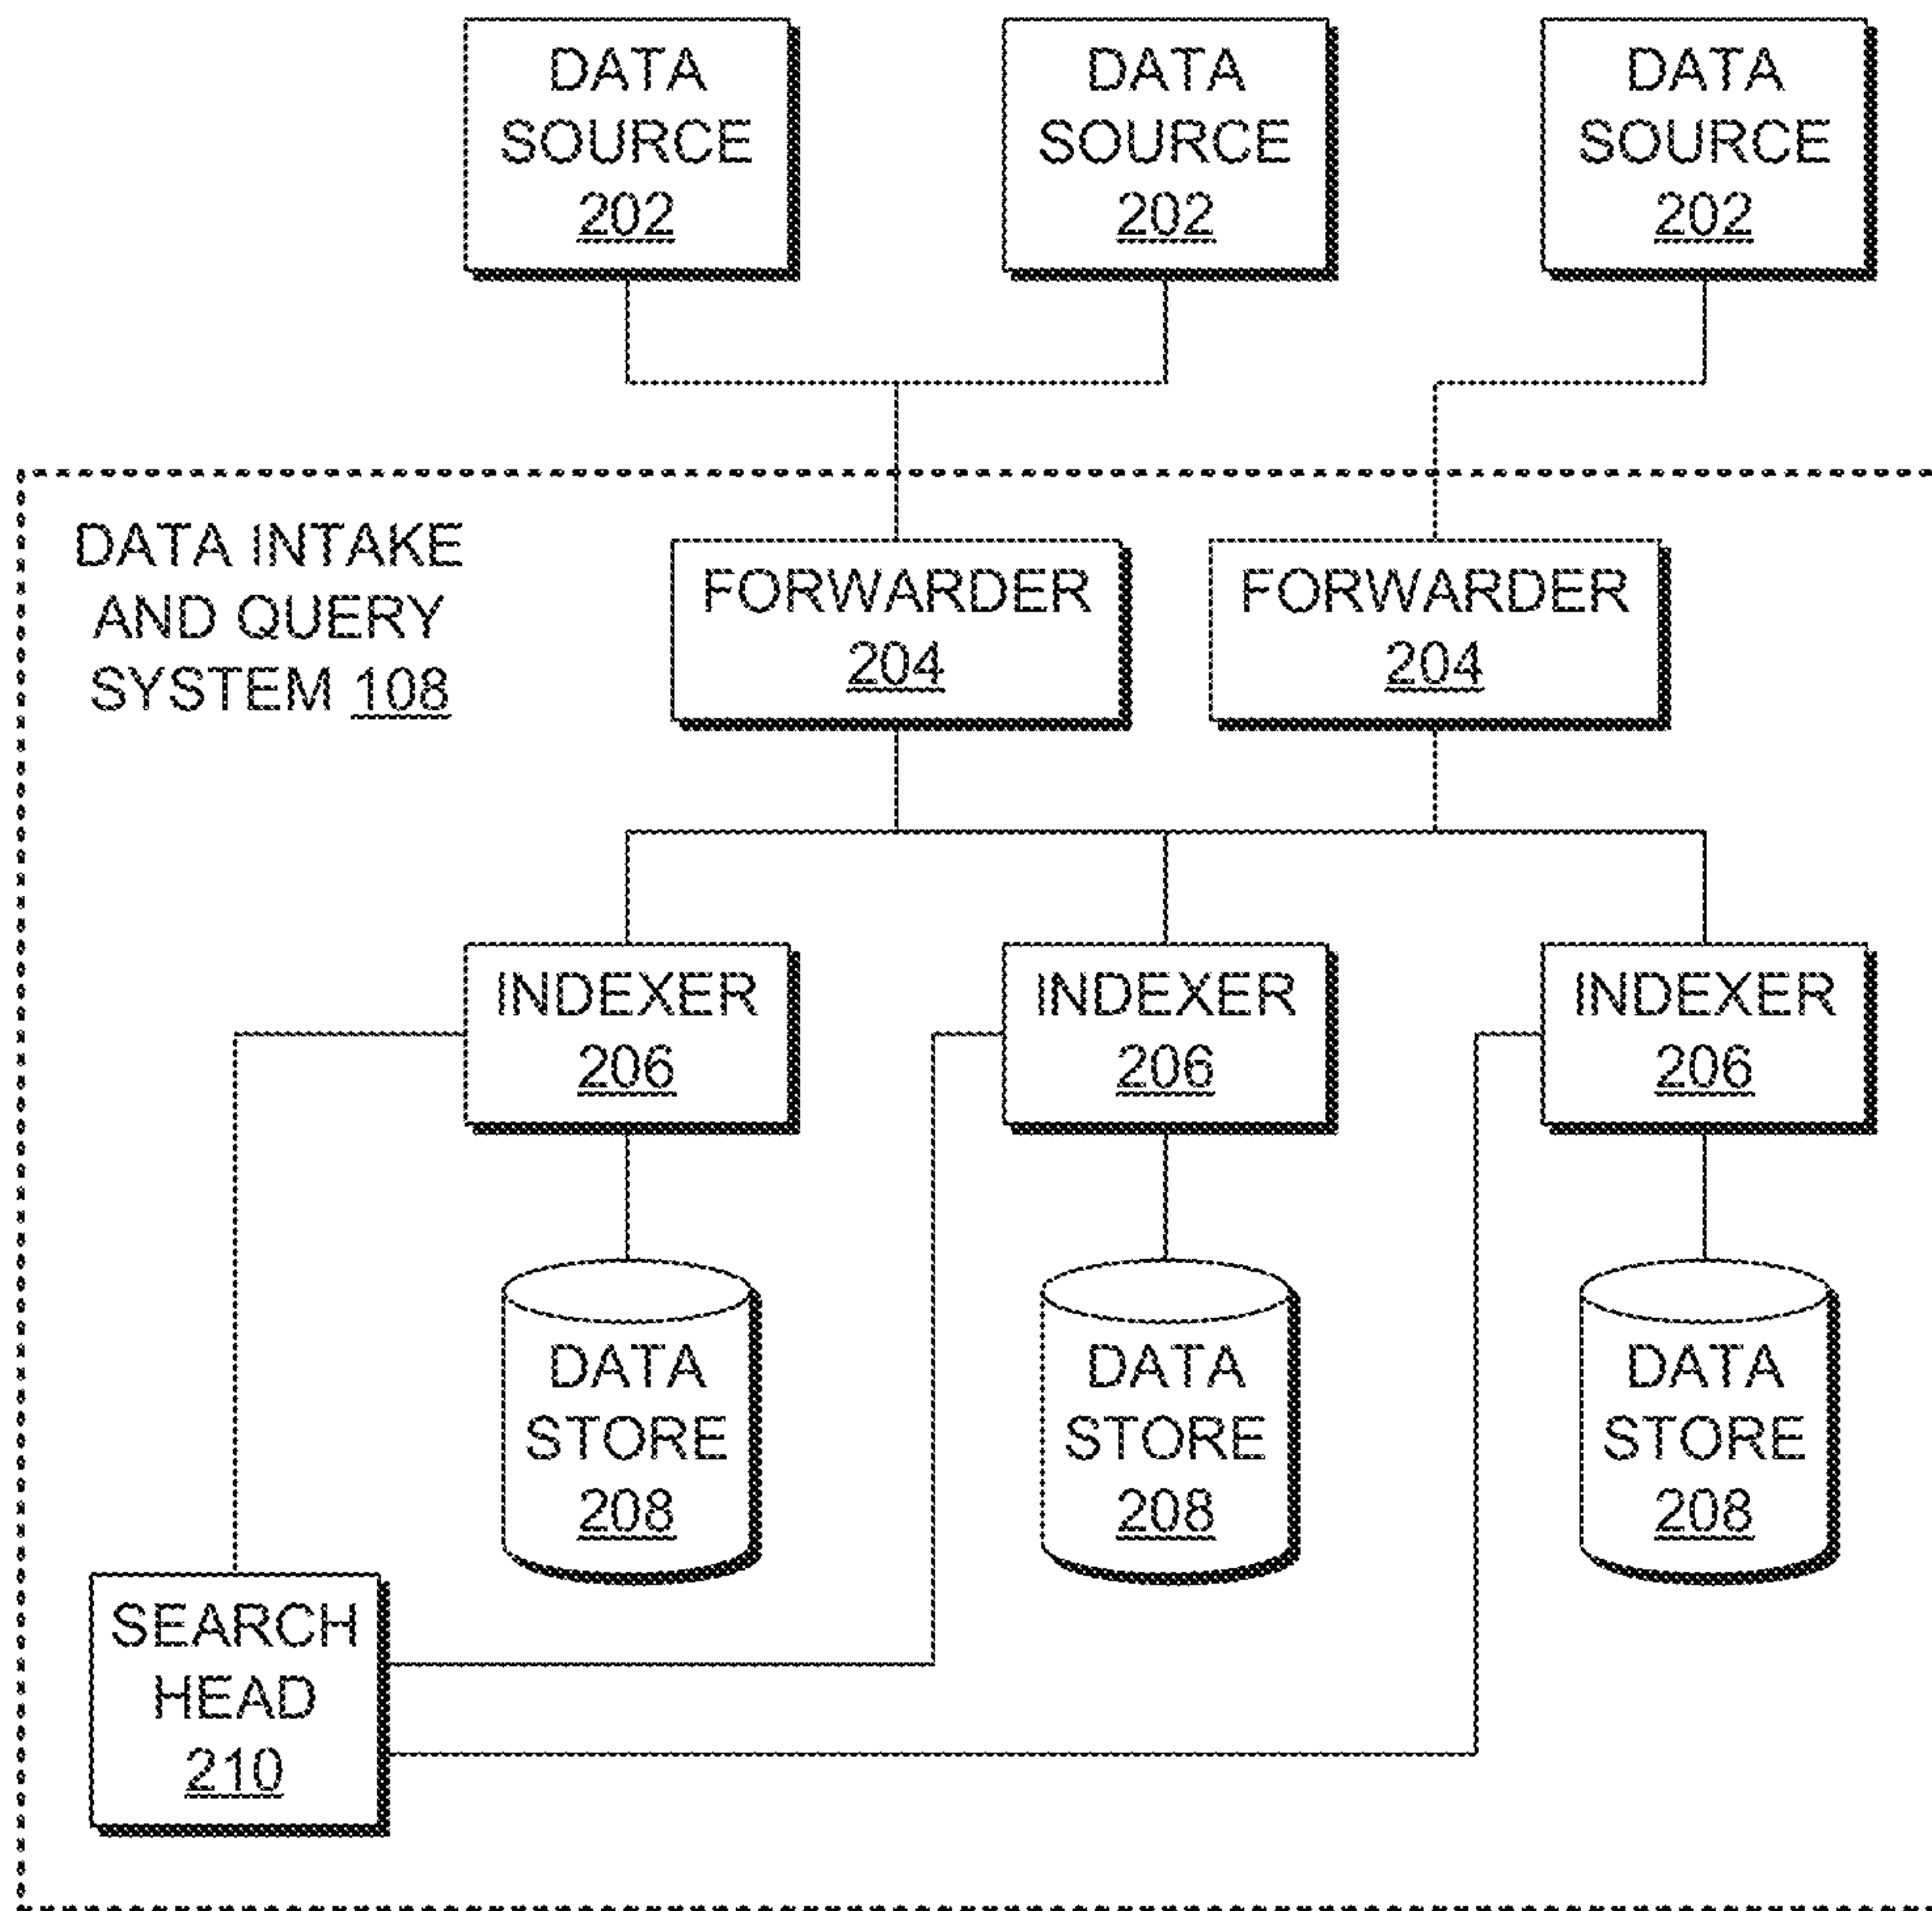 DATA
SOURCE
202
DATA
SOURCE
202
DATA
SOURCE
202
DATA INTAKE
AND QUERY
SYSTEM 108
FORWARDER
204
FORWARDER
204
INDEXER
206
INDEXER
206
INDEXER
206
DATA
STORE
208
DATA
STORE
208
DATA
STORE
208
SEARCH
HEAD
210